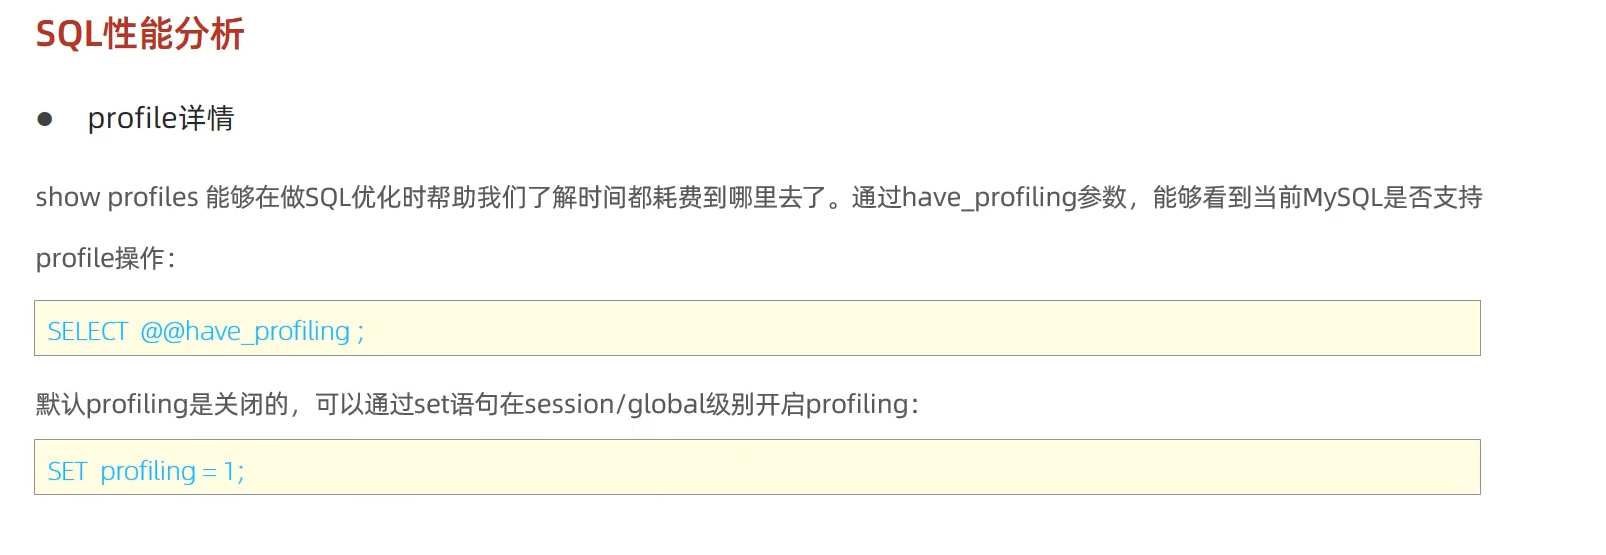 SQL性能分析
● profile详情
show profiles 能够在做SQL优化时帮助我们了解时间都耗费到哪里去了。通过have_profiling参数，能够看到当前MySQL是否支持
profile操作：
SELECT @@have_profiling ;
默认profiling是关闭的，可以通过set语句在session/global级别开启profiling：
SET profiling = 1;